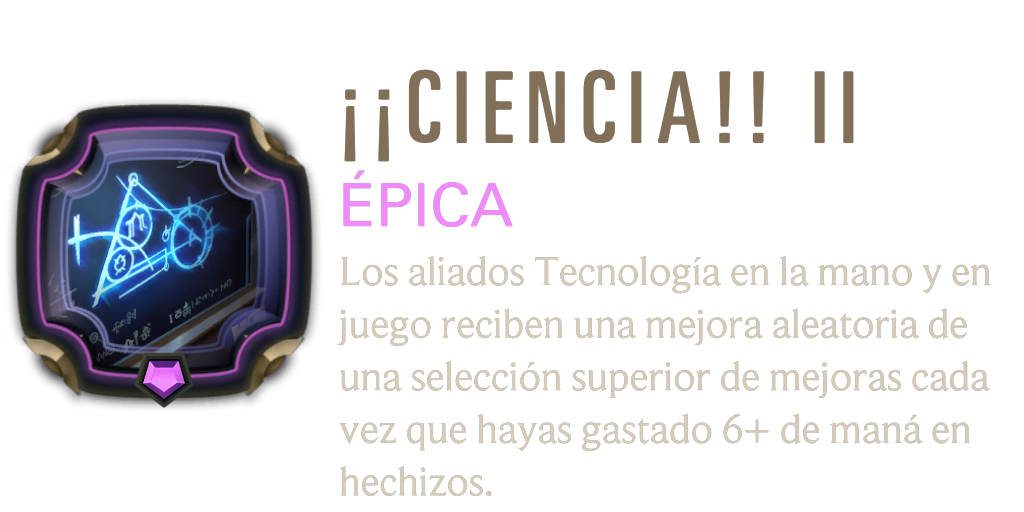 ¡¡CIENCIA!! II
ÉPICA
Los aliados Tecnología en la mano y en
juego reciben una mejora aleatoria de
una selección superior de mejoras cada
vez que hayas gastado 6+ de maná en
hechizos.